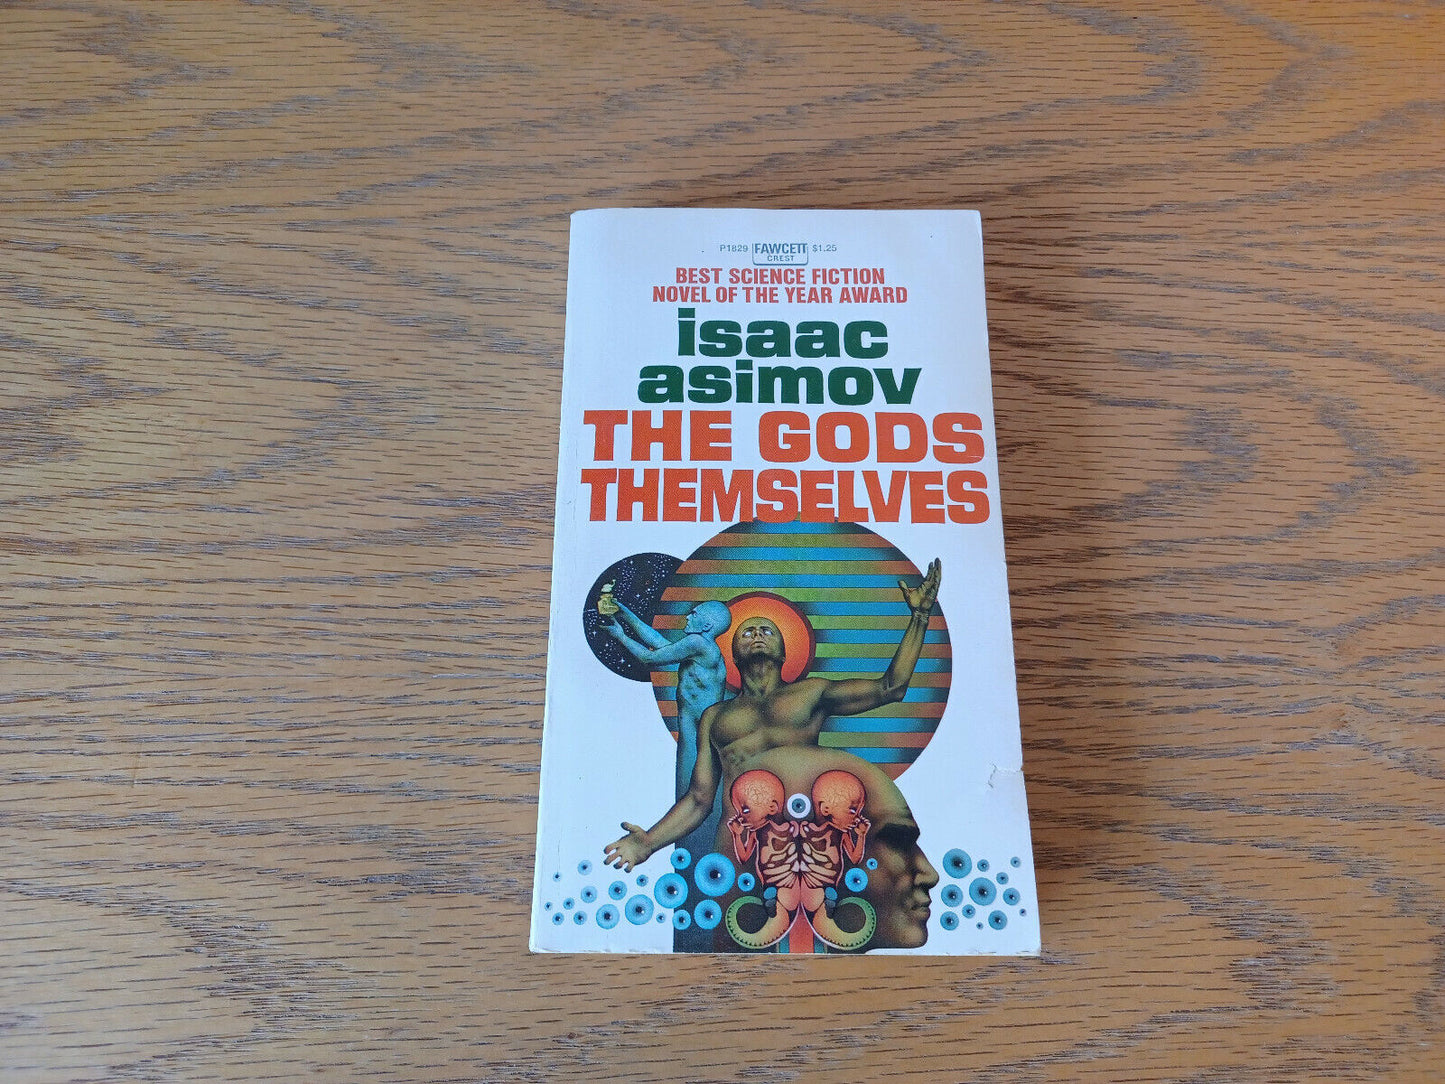 P1829 FAWCETT CREST $1.25
BEST SCIENCE FICTION
NOVEL OF THE YEAR AWARD
isaac
asimov
THE GODS
THEMSELVES